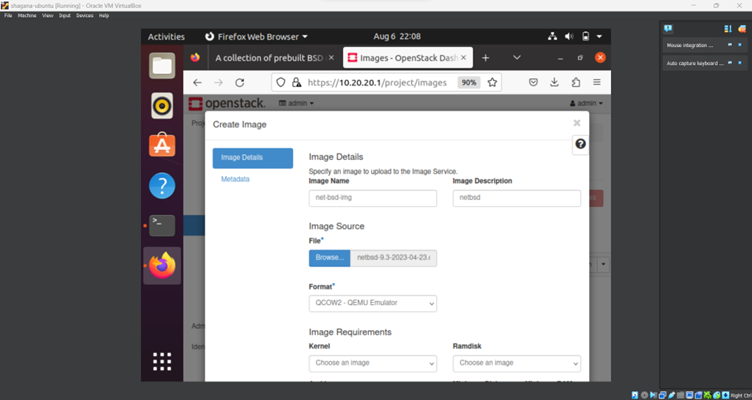 shagana-ubuntu [Running] - Oracle VM VirtualBox
File Machine View Input Devices Help
Activities Firefox Web Browser Aug 6 22:08
A collection of prebuilt BSD Images - OpenStack Dash
https://10.20.20.1/project/images 90%
openstack. admin admin
Create Image
Image Details
Metadata
Image Details
Specify an image to upload to the Image Service.
Image Name Image Description
net-bsd-img netbsd
Image Source
File*
Browse... netbsd-9.3-2023-04-23.
Format*
QCOW2 - QEMU Emulator
Image Requirements
Kernel Ramdisk
Choose an image Choose an image
Mouse integration ...
Auto capture keyboard ...
Right Ctrl